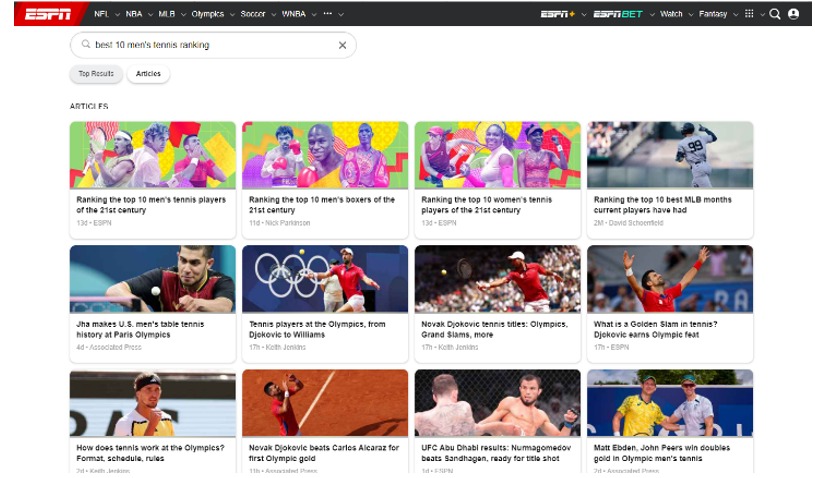 ESPN NFL NBA MLB Olympics Soccer WNBA ESPN+ ESPN BET Watch Fantasy
best 10 men's tennis ranking
Top Results Articles
ARTICLES
99
Ranking the top 10 men's tennis players
of the 21st century
13d • ESPN
Ranking the top 10 men's boxers of the
21st century
11d • Nick Parkinson
Ranking the top 10 women's tennis
players of the 21st century
13d • ESPN
Ranking the top 10 best MLB months
current players have had
2M • David Schoenfield
Jha makes U.S. men's table tennis
history at Paris Olympics
4d • Associated Press
Tennis players at the Olympics, from
Djokovic to Williams
17h • Keith Jenkins
Novak Djokovic tennis titles: Olympics,
Grand Slams, more
17h • Keith Jenkins
What is a Golden Slam in tennis?
Djokovic earns Olympic feat
17h • ESPN
How does tennis work at the Olympics?
Format, schedule, rules
2d • Keith Jenkins
Novak Djokovic beats Carlos Alcaraz for
first Olympic gold
11h • Associated Press
UFC Abu Dhabi results: Nurmagomedov
beats Sandhagen, ready for title shot
1d • ESPN
Matt Ebden, John Peers win doubles
gold in Olympic men's tennis
2d • Associated Press